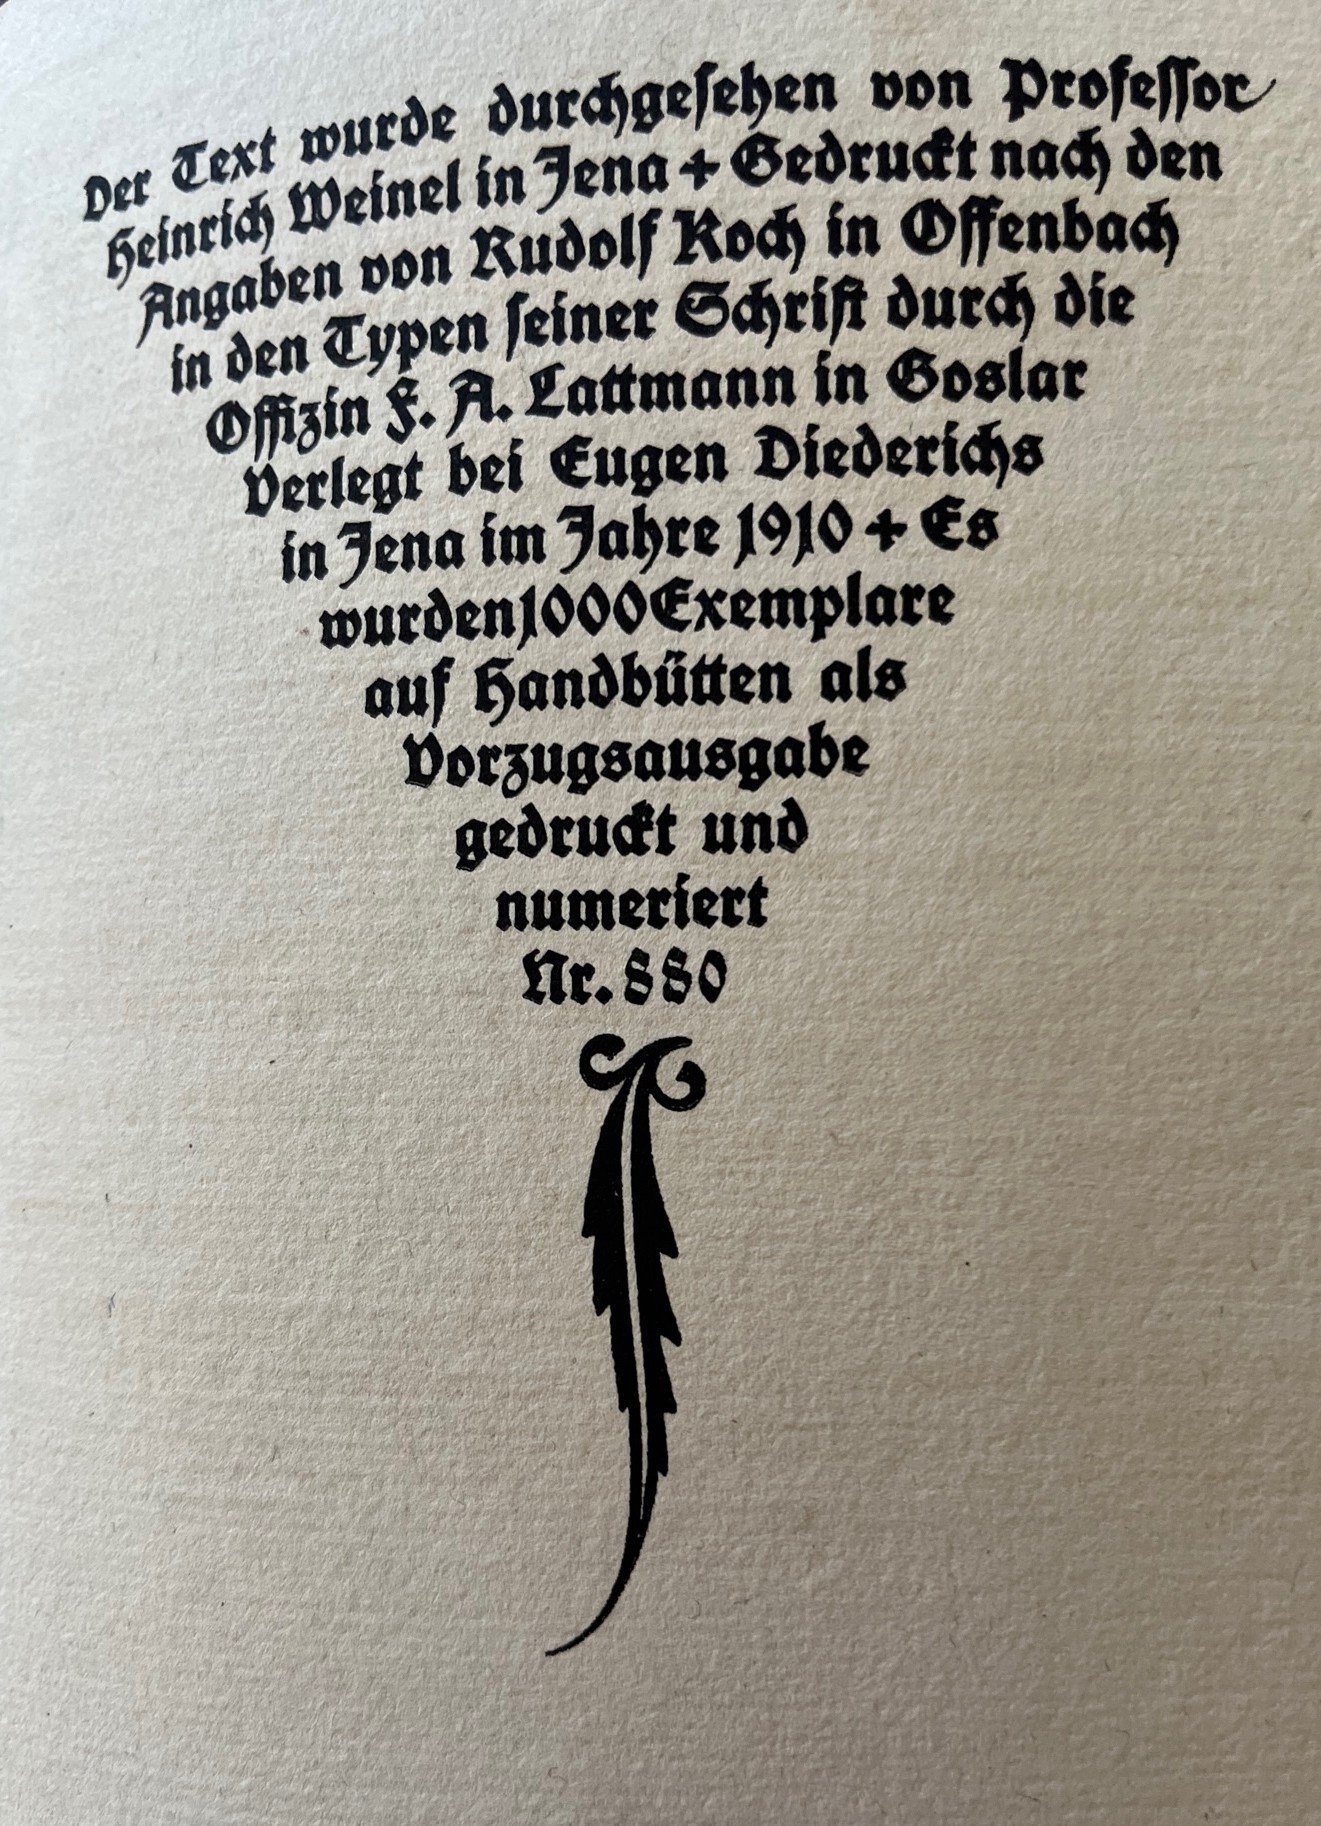 Der Text wurde durchgeſehen von Profeſſor
Heinrich Weinel in Jena + Gedruckt nach den
Angaben von Rudolf Koch in Offenbach
in den Typen ſeiner Schrift durch die
Offizin F. A. Lattmann in Goslar
Verlegt bei Eugen Diederichs
in Jena im Jahre 1910 + Es
wurden 1000 Exemplare
auf Handbütten als
Vorzugsausgabe
gedruckt und
numeriert
Nr. 880